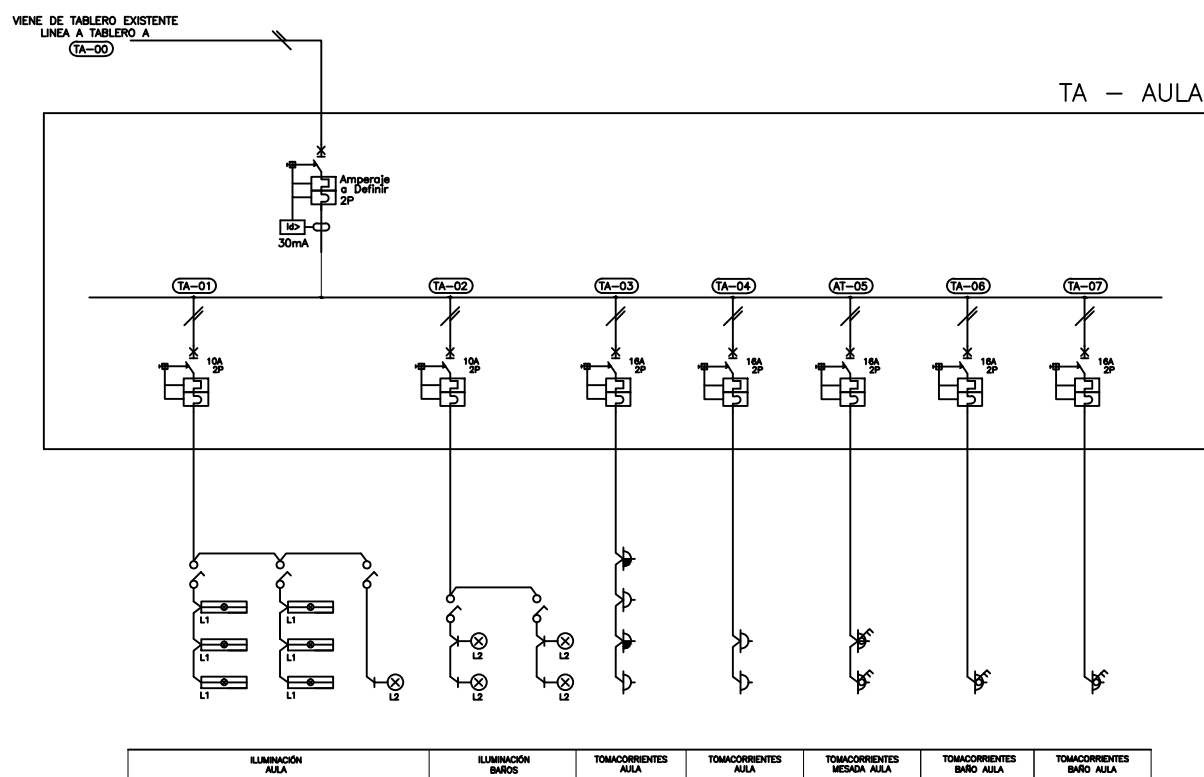 VIENE DE TABLERO EXISTENTE
LINEA A TABLERO A
TA-00
TA - AULA
Amperaje
a Definir
2P
Id>
30mA
TA-01
TA-02
TA-03
TA-04
AT-05
TA-06
TA-07
10A
2P
10A
2P
16A
2P
16A
2P
16A
2P
16A
2P
16A
2P
L1
L1
L1
L1
L1
L1
L2
L2
L2
L2
L2
ILUMINACIÓN
AULA
ILUMINACIÓN
BAÑOS
TOMACORRIENTES
AULA
TOMACORRIENTES
AULA
TOMACORRIENTES
MESADA AULA
TOMACORRIENTES
BAÑO AULA
TOMACORRIENTES
BAÑO AULA